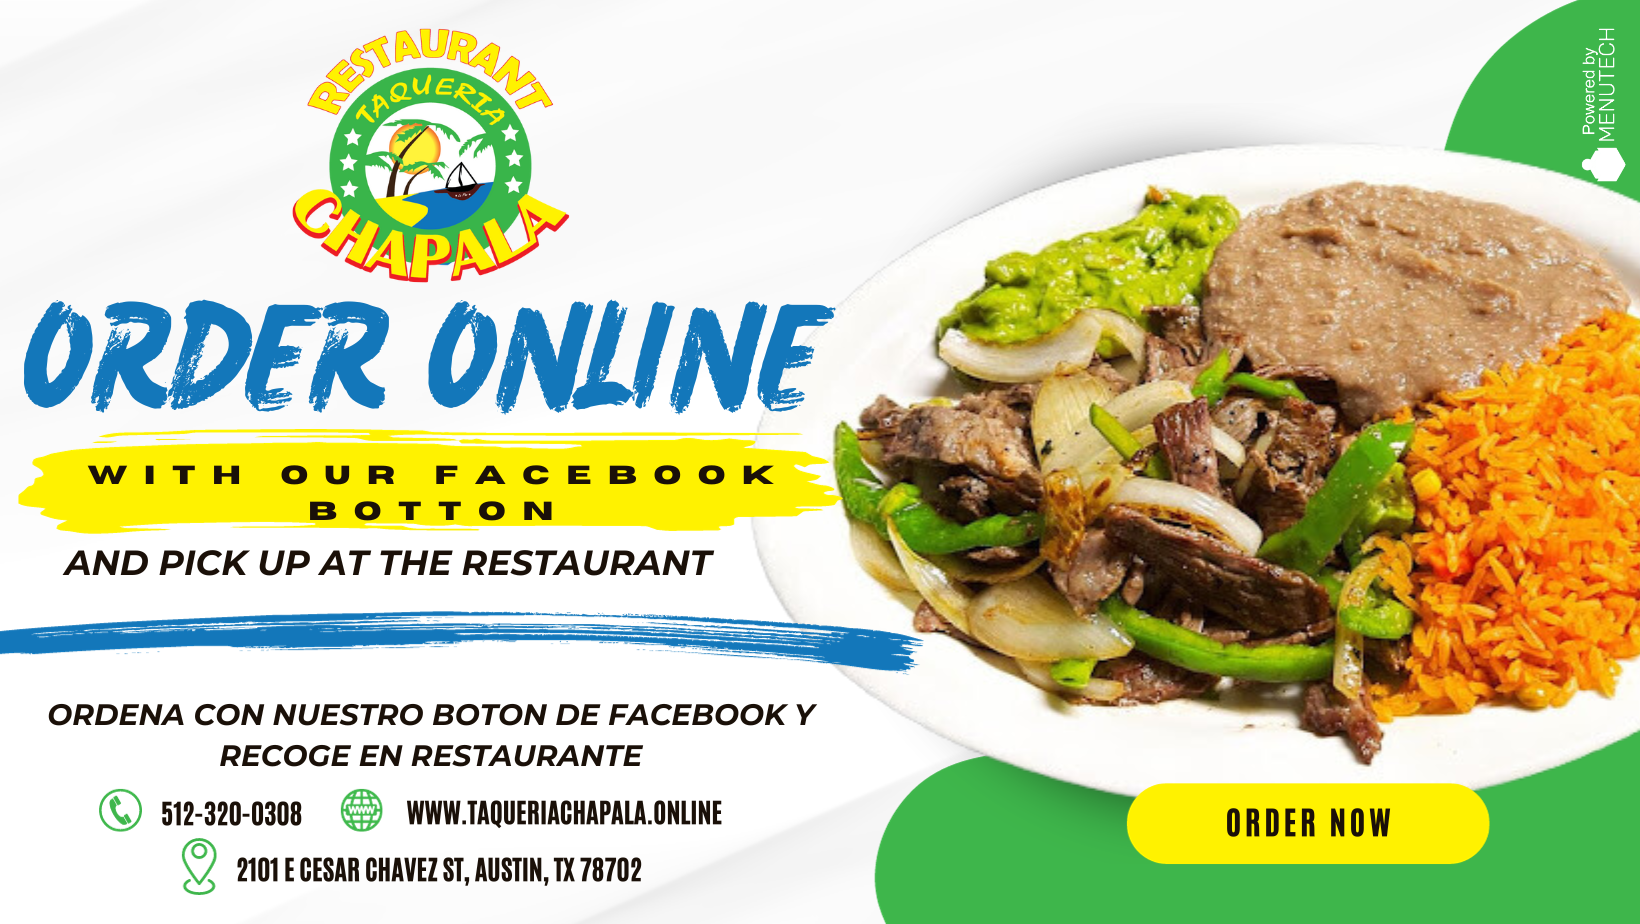 RESTAURANT
TAQUERIA
CHAPALA
ORDER ONLINE
WITH OUR FACEBOOK
BOTTON
AND PICK UP AT THE RESTAURANT
ORDENA CON NUESTRO BOTON DE FACEBOOK Y
RECOGE EN RESTAURANTE
512-320-0308
WWW
WWW.TAQUERIACHAPALA.ONLINE
2101 E CESAR CHAVEZ ST, AUSTIN, TX 78702
Powered by
MENUTECH
ORDER NOW